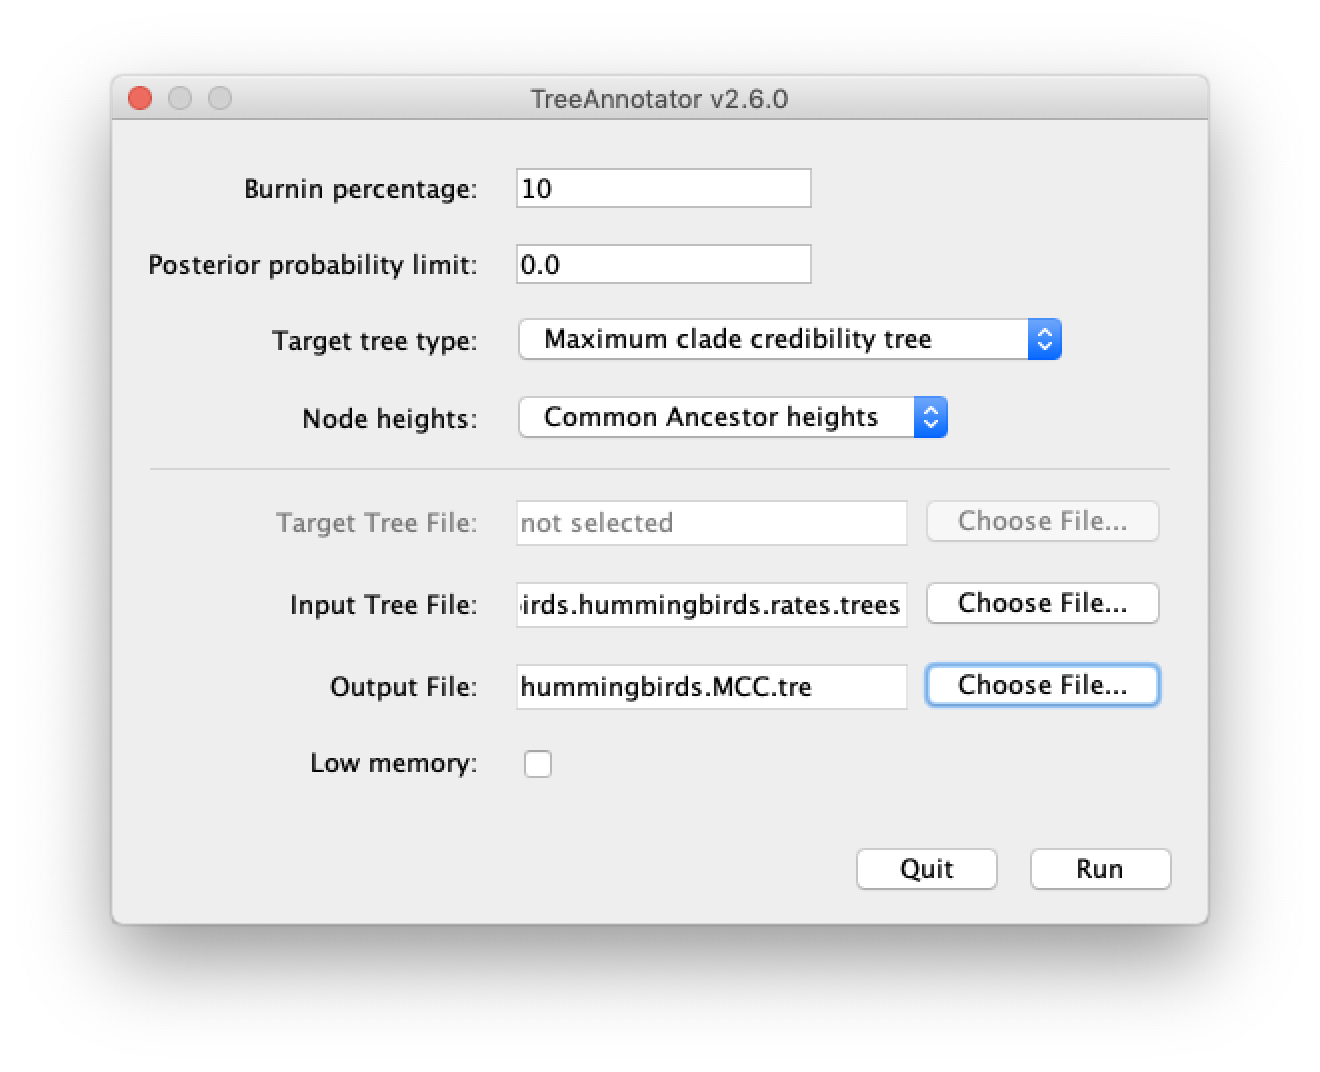 TreeAnnotator v2.6.0
Burnin percentage: 10
Posterior probability limit: 0.0
Target tree type: Maximum clade credibility tree
Node heights: Common Ancestor heights
Target Tree File: not selected Choose File...
Input Tree File: irds.hummingbirds.rates.trees Choose File...
Output File: hummingbirds.MCC.tre Choose File...
Low memory:
Quit Run